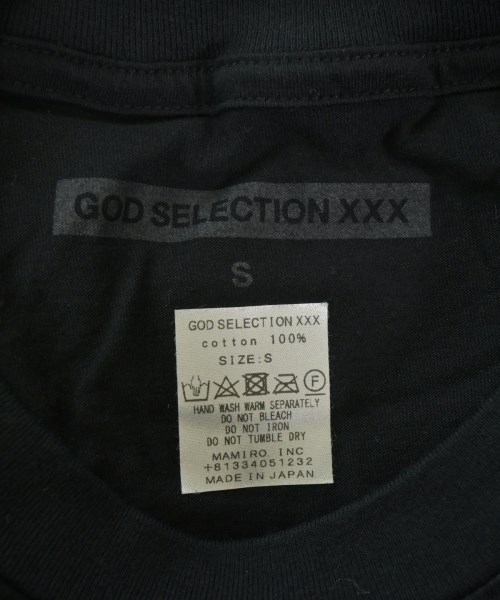 GOD SELECTION XXX
S
GOD SELECTION XXX
cotton 100%
SIZE:S
F
HAND WASH WARM SEPARATELY
DO NOT BLEACH
DO NOT IRON
DO NOT TUMBLE DRY
MAMIRO. INC
+81334051232
MADE IN JAPAN